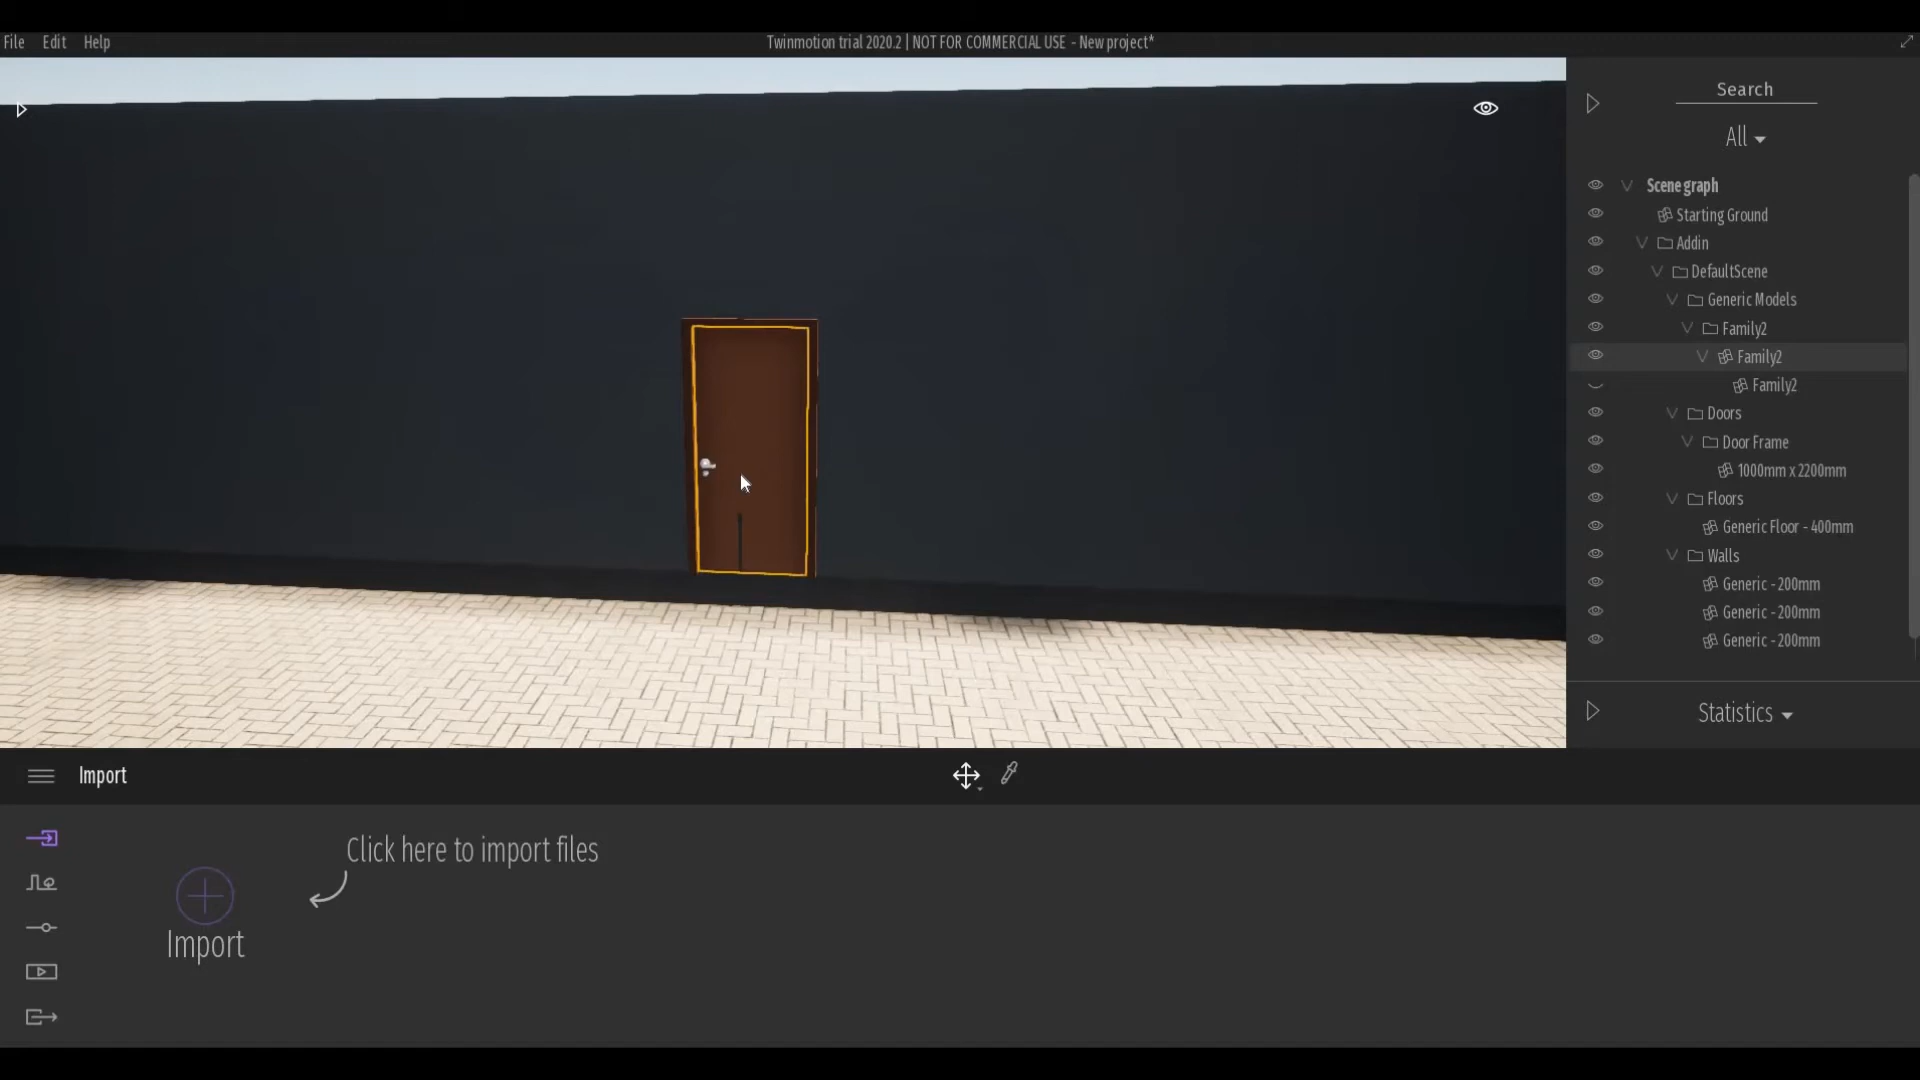 File Edit Help
Twinmotion trial 2020.2 | NOT FOR COMMERCIAL USE - New project*
Search
All
Scene graph
Starting Ground
Addin
DefaultScene
Generic Models
Family2
Family2
Family2
Doors
Door Frame
1000mm x 2200mm
Floors
Generic Floor - 400mm
Walls
Generic - 200mm
Generic - 200mm
Generic - 200mm
Statistics
Import
Click here to import files
Import